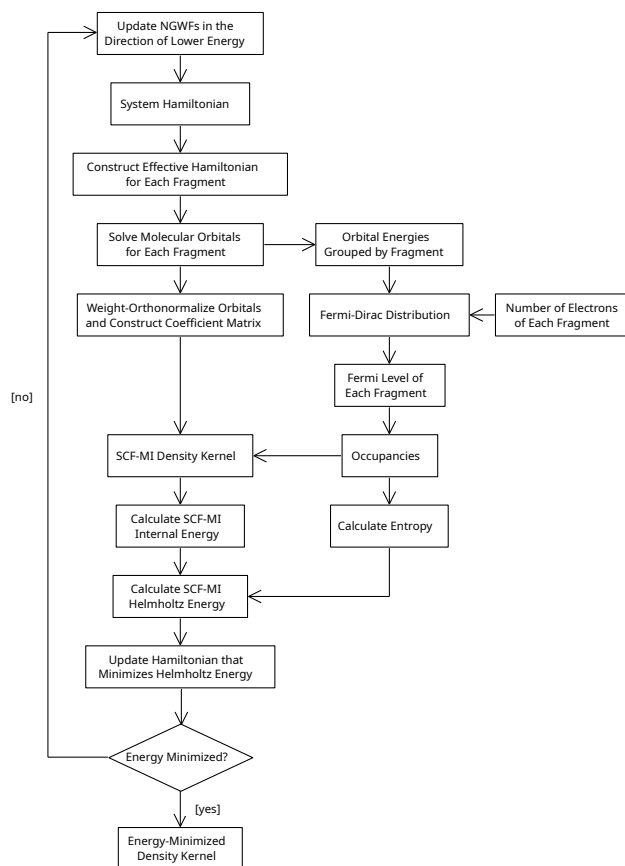 Update NGWFs in the
Direction of Lower Energy
System Hamiltonian
Construct Effective Hamiltonian
for Each Fragment
Solve Molecular Orbitals
for Each Fragment
Orbital Energies
Grouped by Fragment
Weight-Orthonormalize Orbitals
and Construct Coefficient Matrix
Fermi-Dirac Distribution
Number of Electrons
of Each Fragment
Fermi Level of
Each Fragment
[no]
SCF-MI Density Kernel
Occupancies
Calculate SCF-MI
Internal Energy
Calculate Entropy
Calculate SCF-MI
Helmholtz Energy
Update Hamiltonian that
Minimizes Helmholtz Energy
Energy Minimized?
[yes]
Energy-Minimized
Density Kernel